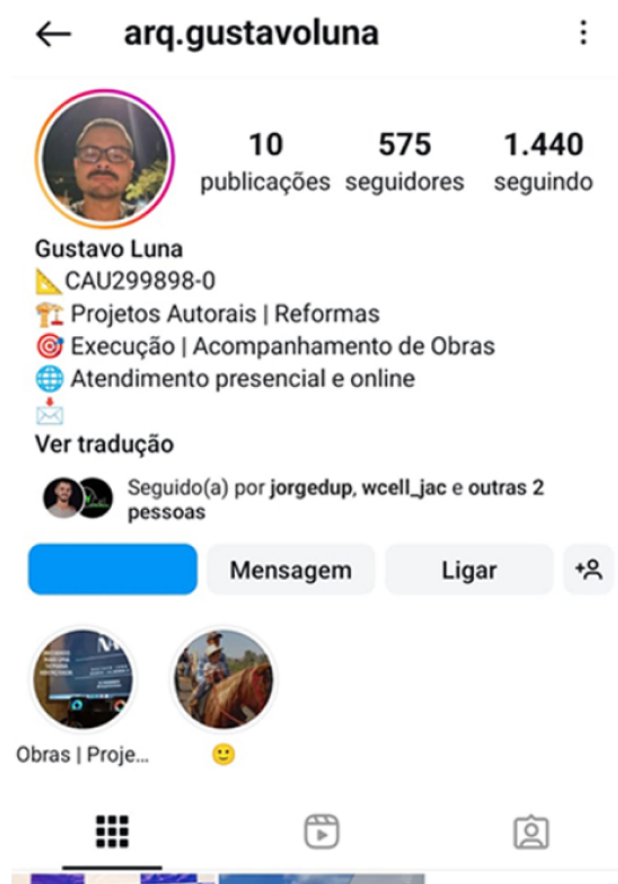 arq.gustavoluna
10 575 1.440
publicações seguidores seguindo
Gustavo Luna
CAU299898-0
Projetos Autorais | Reformas
Execução | Acompanhamento de Obras
Atendimento presencial e online
Ver tradução
Seguido(a) por jorgedup, wcell_jac e outras 2
pessoas
Mensagem Ligar
Obras | Proje...